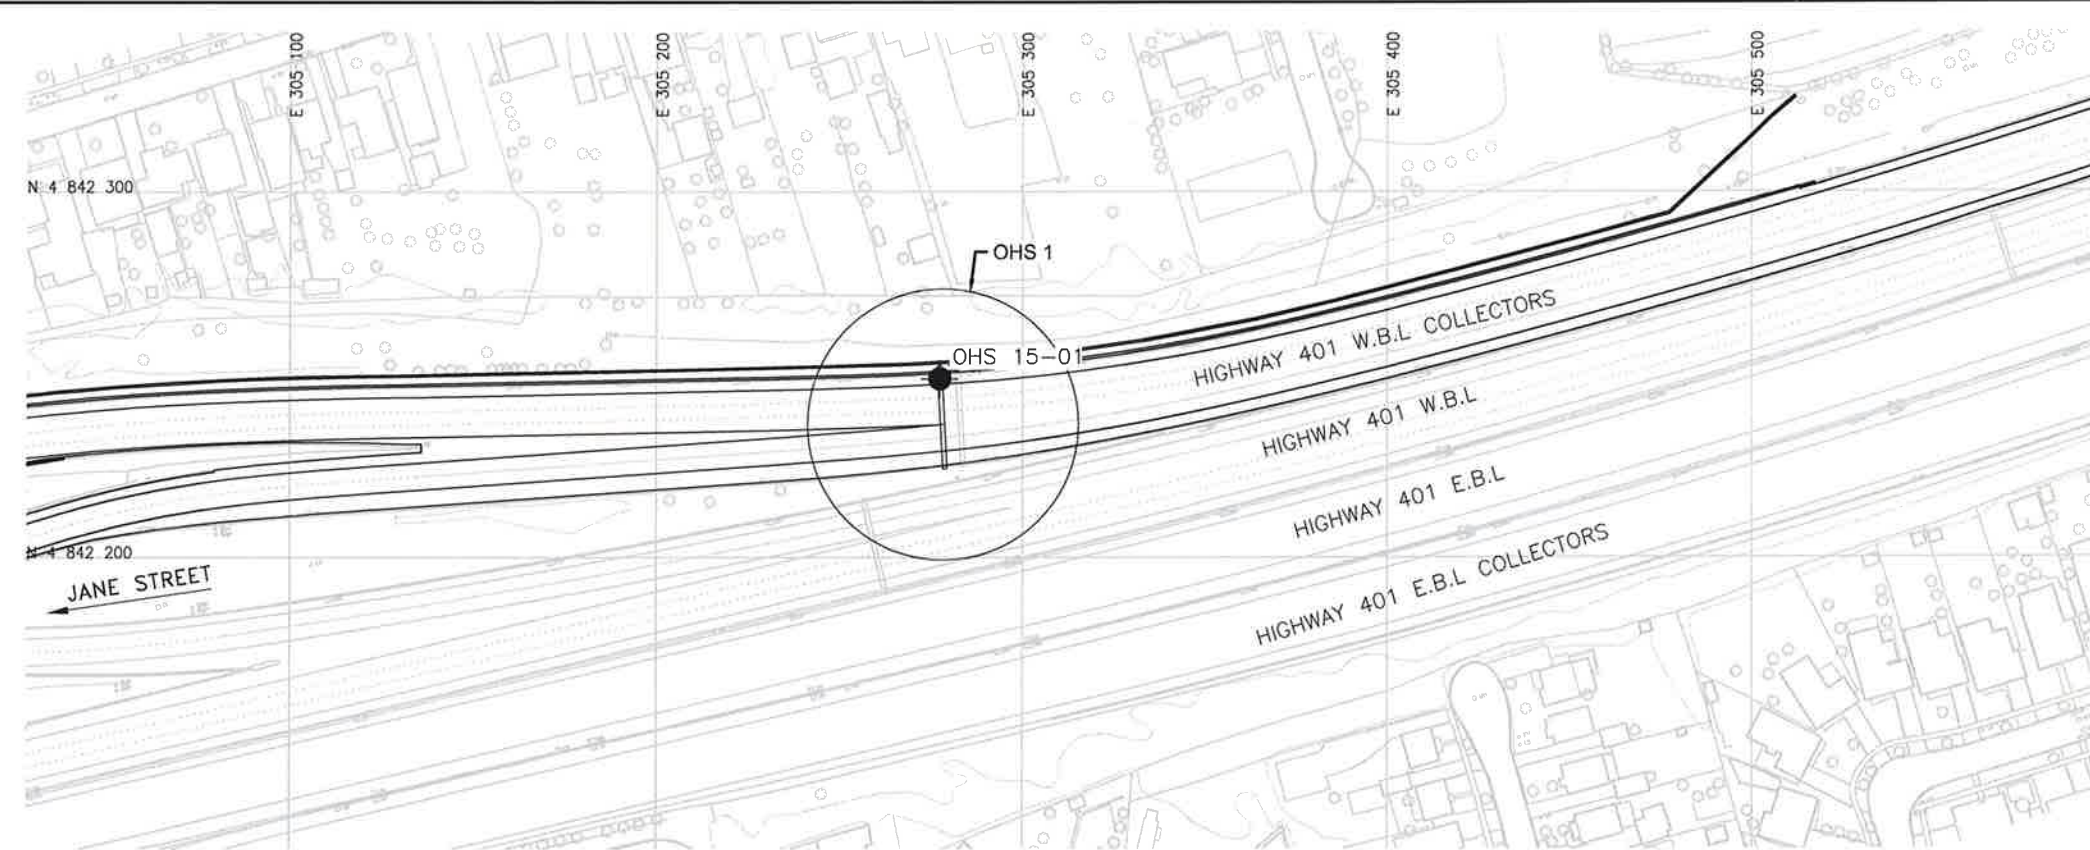 E 305 100
E 305 200
E 305 300
E 305 400
E 305 500
N 4 842 300
OHS 1
OHS 15-01
HIGHWAY 401 W.B.L COLLECTORS
HIGHWAY 401 W.B.L
HIGHWAY 401 E.B.L
HIGHWAY 401 E.B.L COLLECTORS
N 4 842 200
JANE STREET